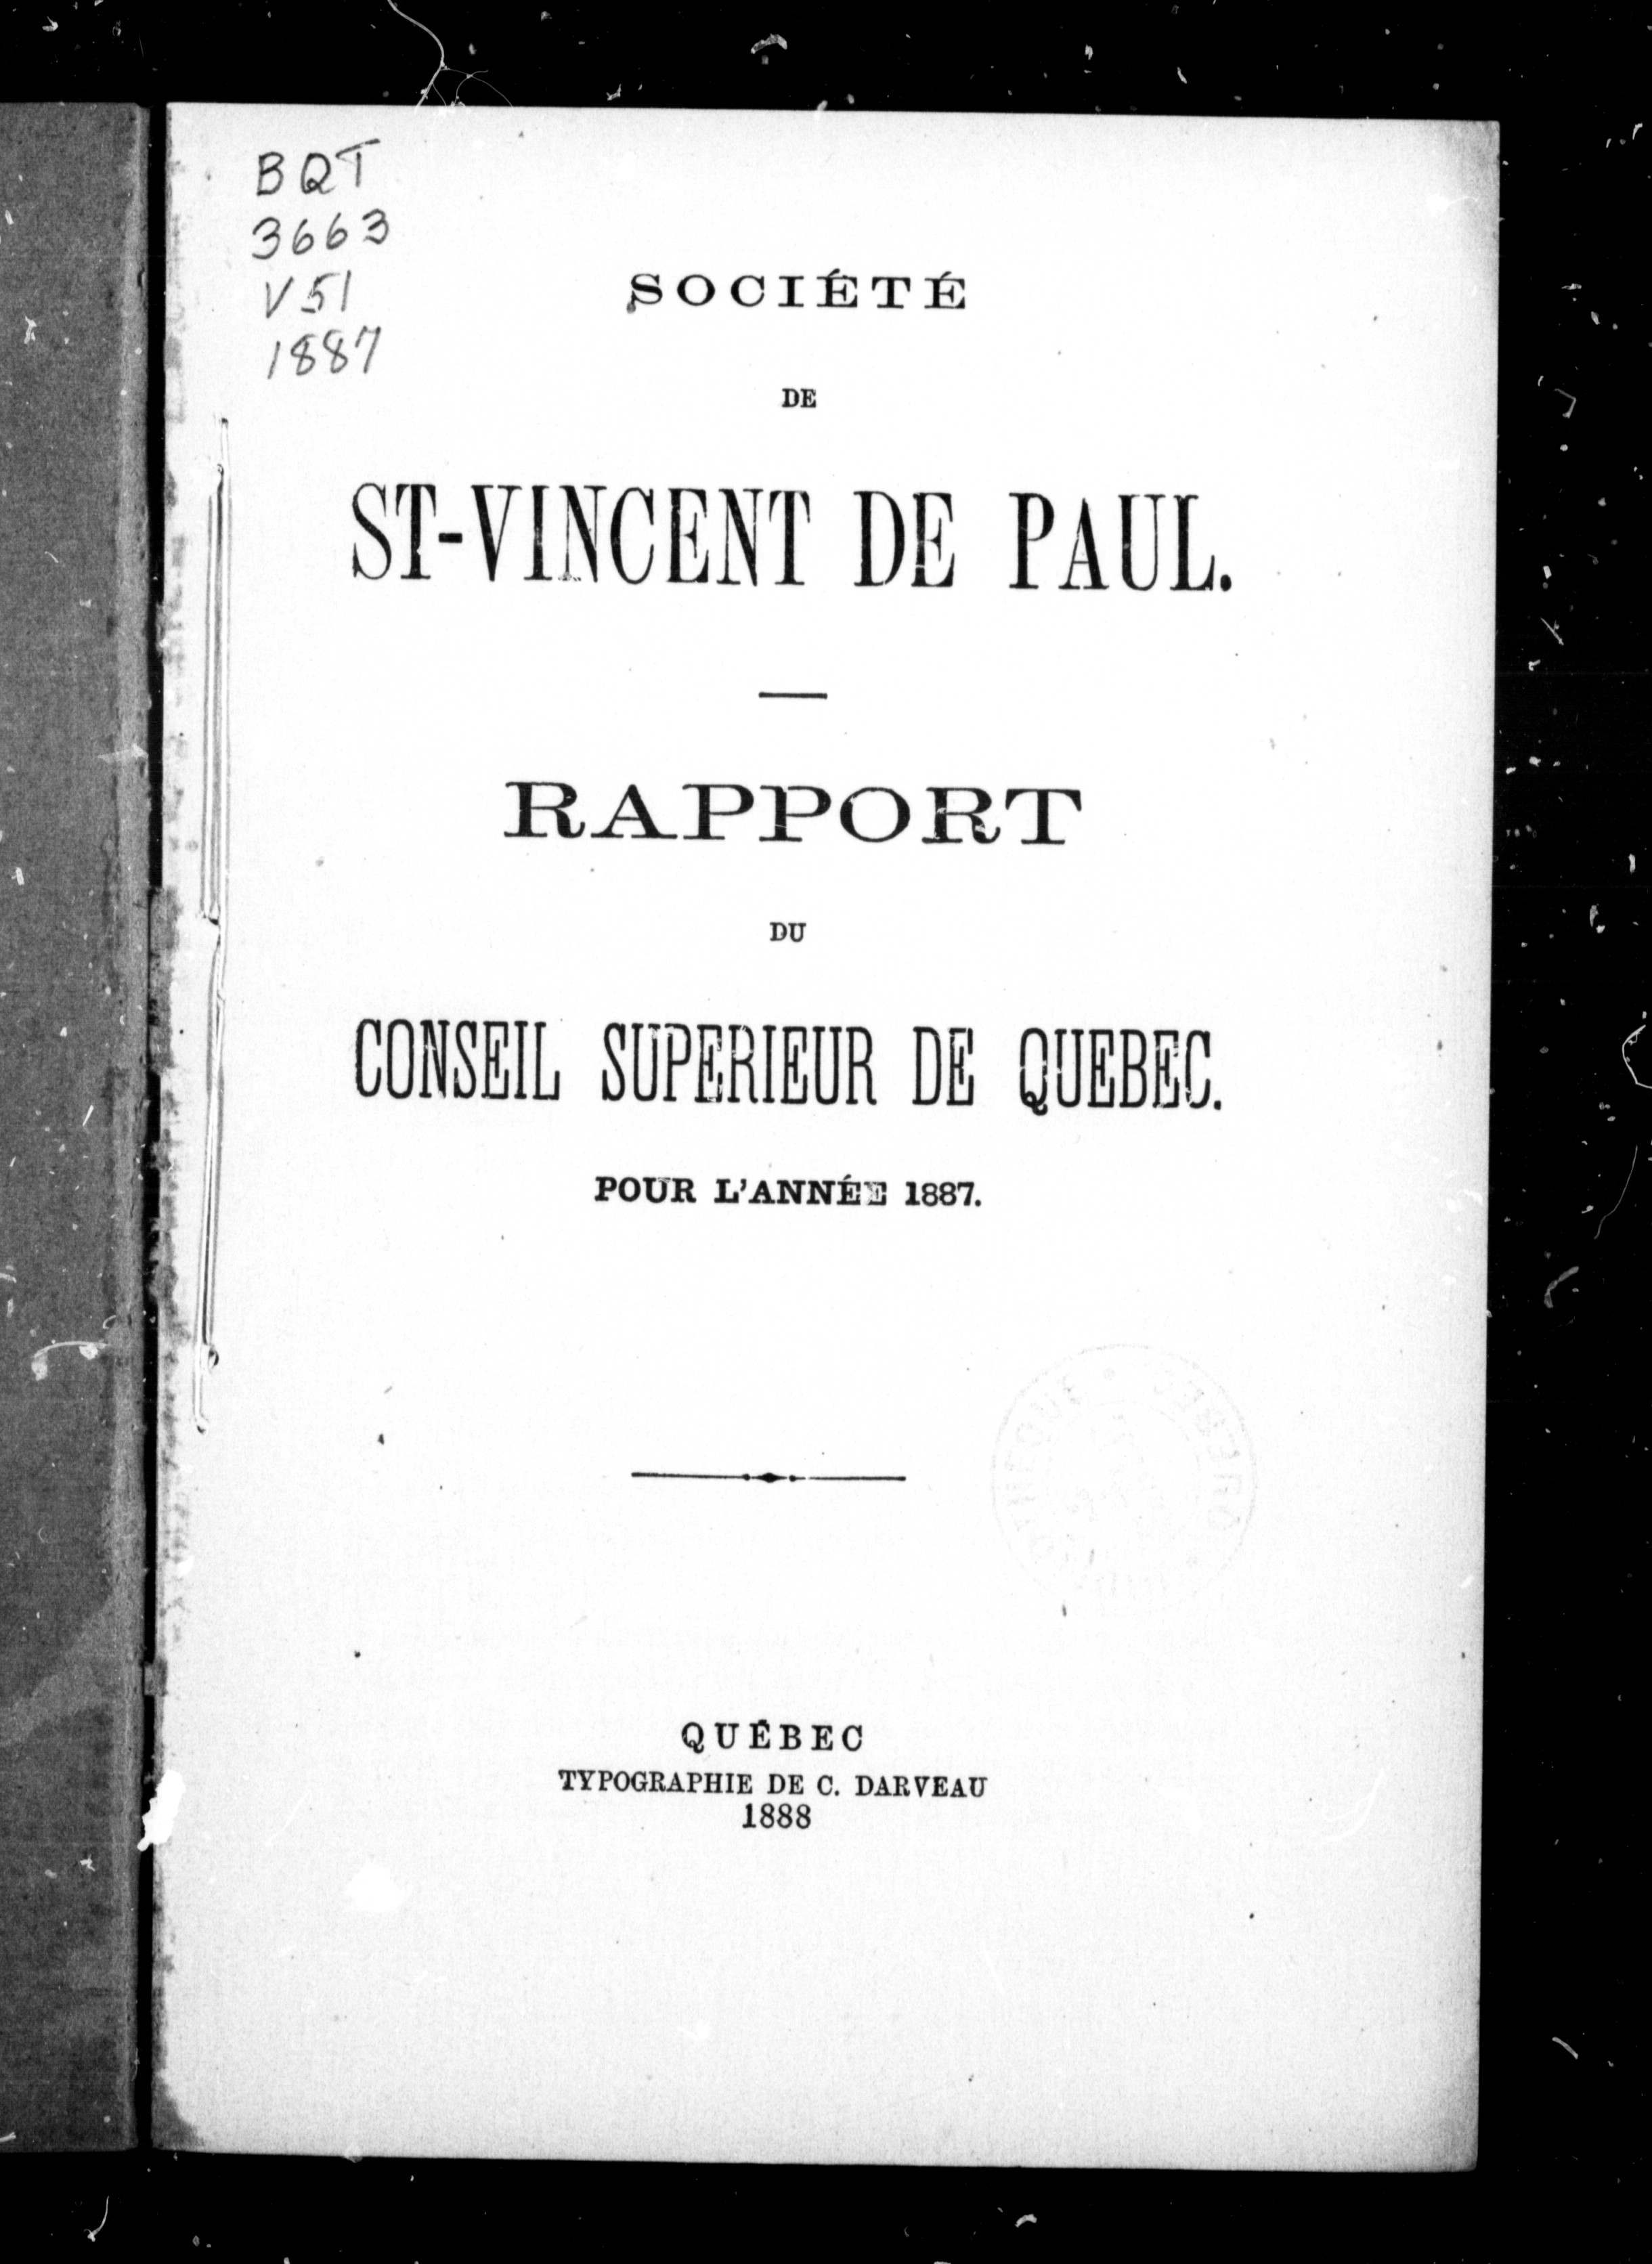 BQT
3663
V51
1887
SOCIÉTÉ
DE
ST-VINCENT DE PAUL.
RAPPORT
DU
CONSEIL SUPERIEUR DE QUEBEC.
POUR L'ANNÉE 1887.
QUÉBEC
TYPOGRAPHIE DE C. DARVEAU
1888